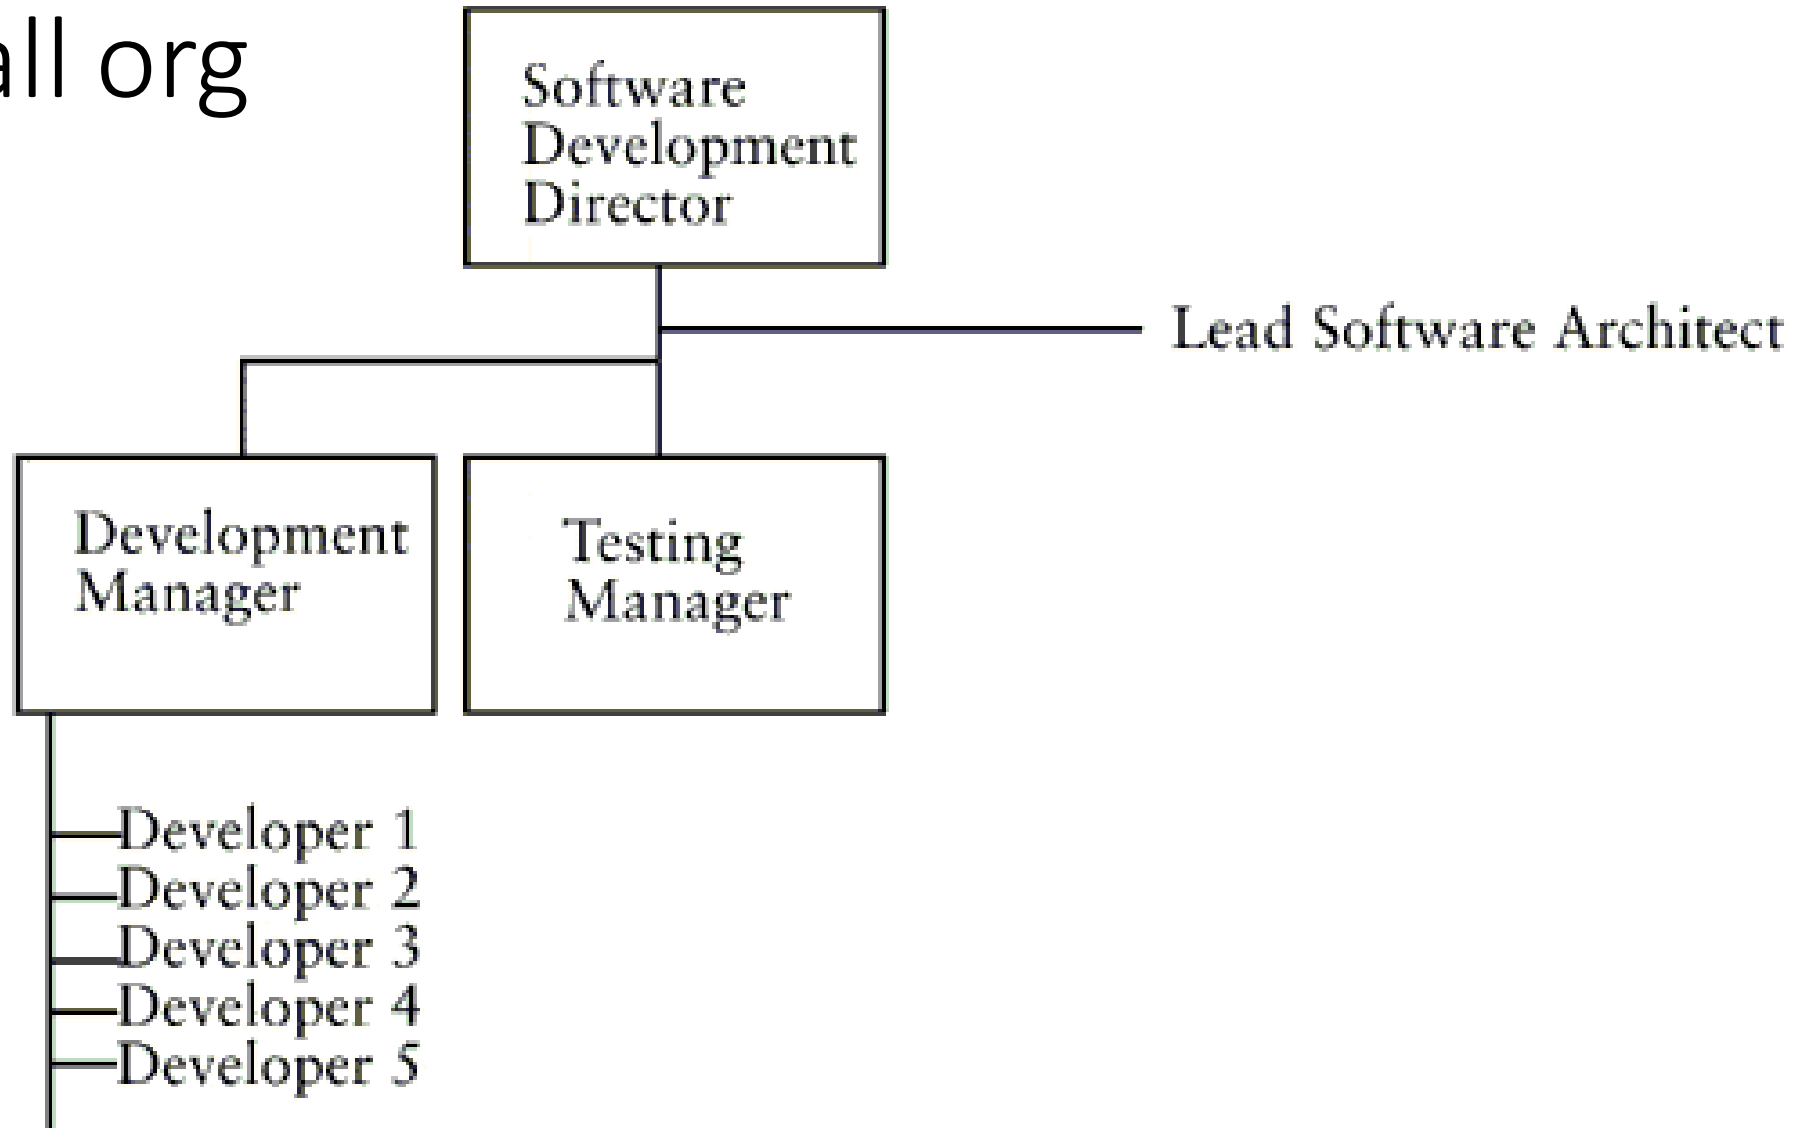 all org
Software
Development
Director
Lead Software Architect
Development
Manager
Testing
Manager
Developer 1
Developer 2
Developer 3
Developer 4
Developer 5